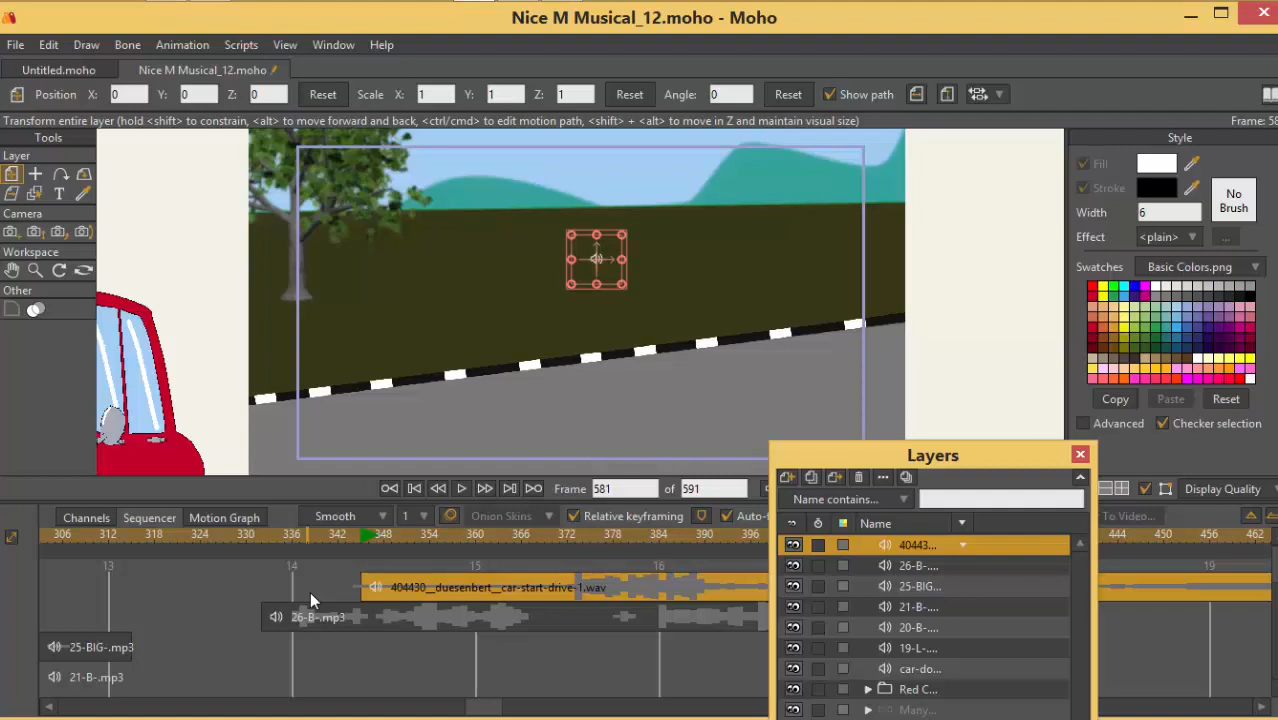 Nice M Musical_12.moho - Moho
File Edit Draw Bone Animation Scripts View Window Help
Untitled.moho Nice M Musical_12.moho
Position X: 0 Y: 0 Z: 0 Reset Scale X: 1 Y: 1 Z: 1 Reset Angle: 0 Reset Show path
Transform entire layer (hold <shift> to constrain, <alt> to move forward and back, <ctrl/cmd> to edit motion path, <shift> + <alt> to move in Z and maintain visual size) Frame: 58
Tools
Layer
Camera
Workspace
Other
Style
Fill
Stroke
No Brush
Width 6
Effect <plain> ...
Swatches Basic Colors.png
Copy Paste Reset
Advanced Checker selection
Layers
Name contains...
Name
40443...
26-B-....
25-BIG...
21-B-....
20-B-....
19-L-....
car-do...
Red C...
Many...
Frame 581 of 591 Display Quality
Channels Sequencer Motion Graph Smooth 1 Onion Skins Relative keyframing Auto-f To Video...
306 312 318 324 330 336 342 348 354 360 366 372 378 384 390 396 444 450 456 462
13 14 15 16 19
404430__duesenbert__car-start-drive-1.wav
26-B-.mp3
25-BIG-.mp3
21-B-.mp3